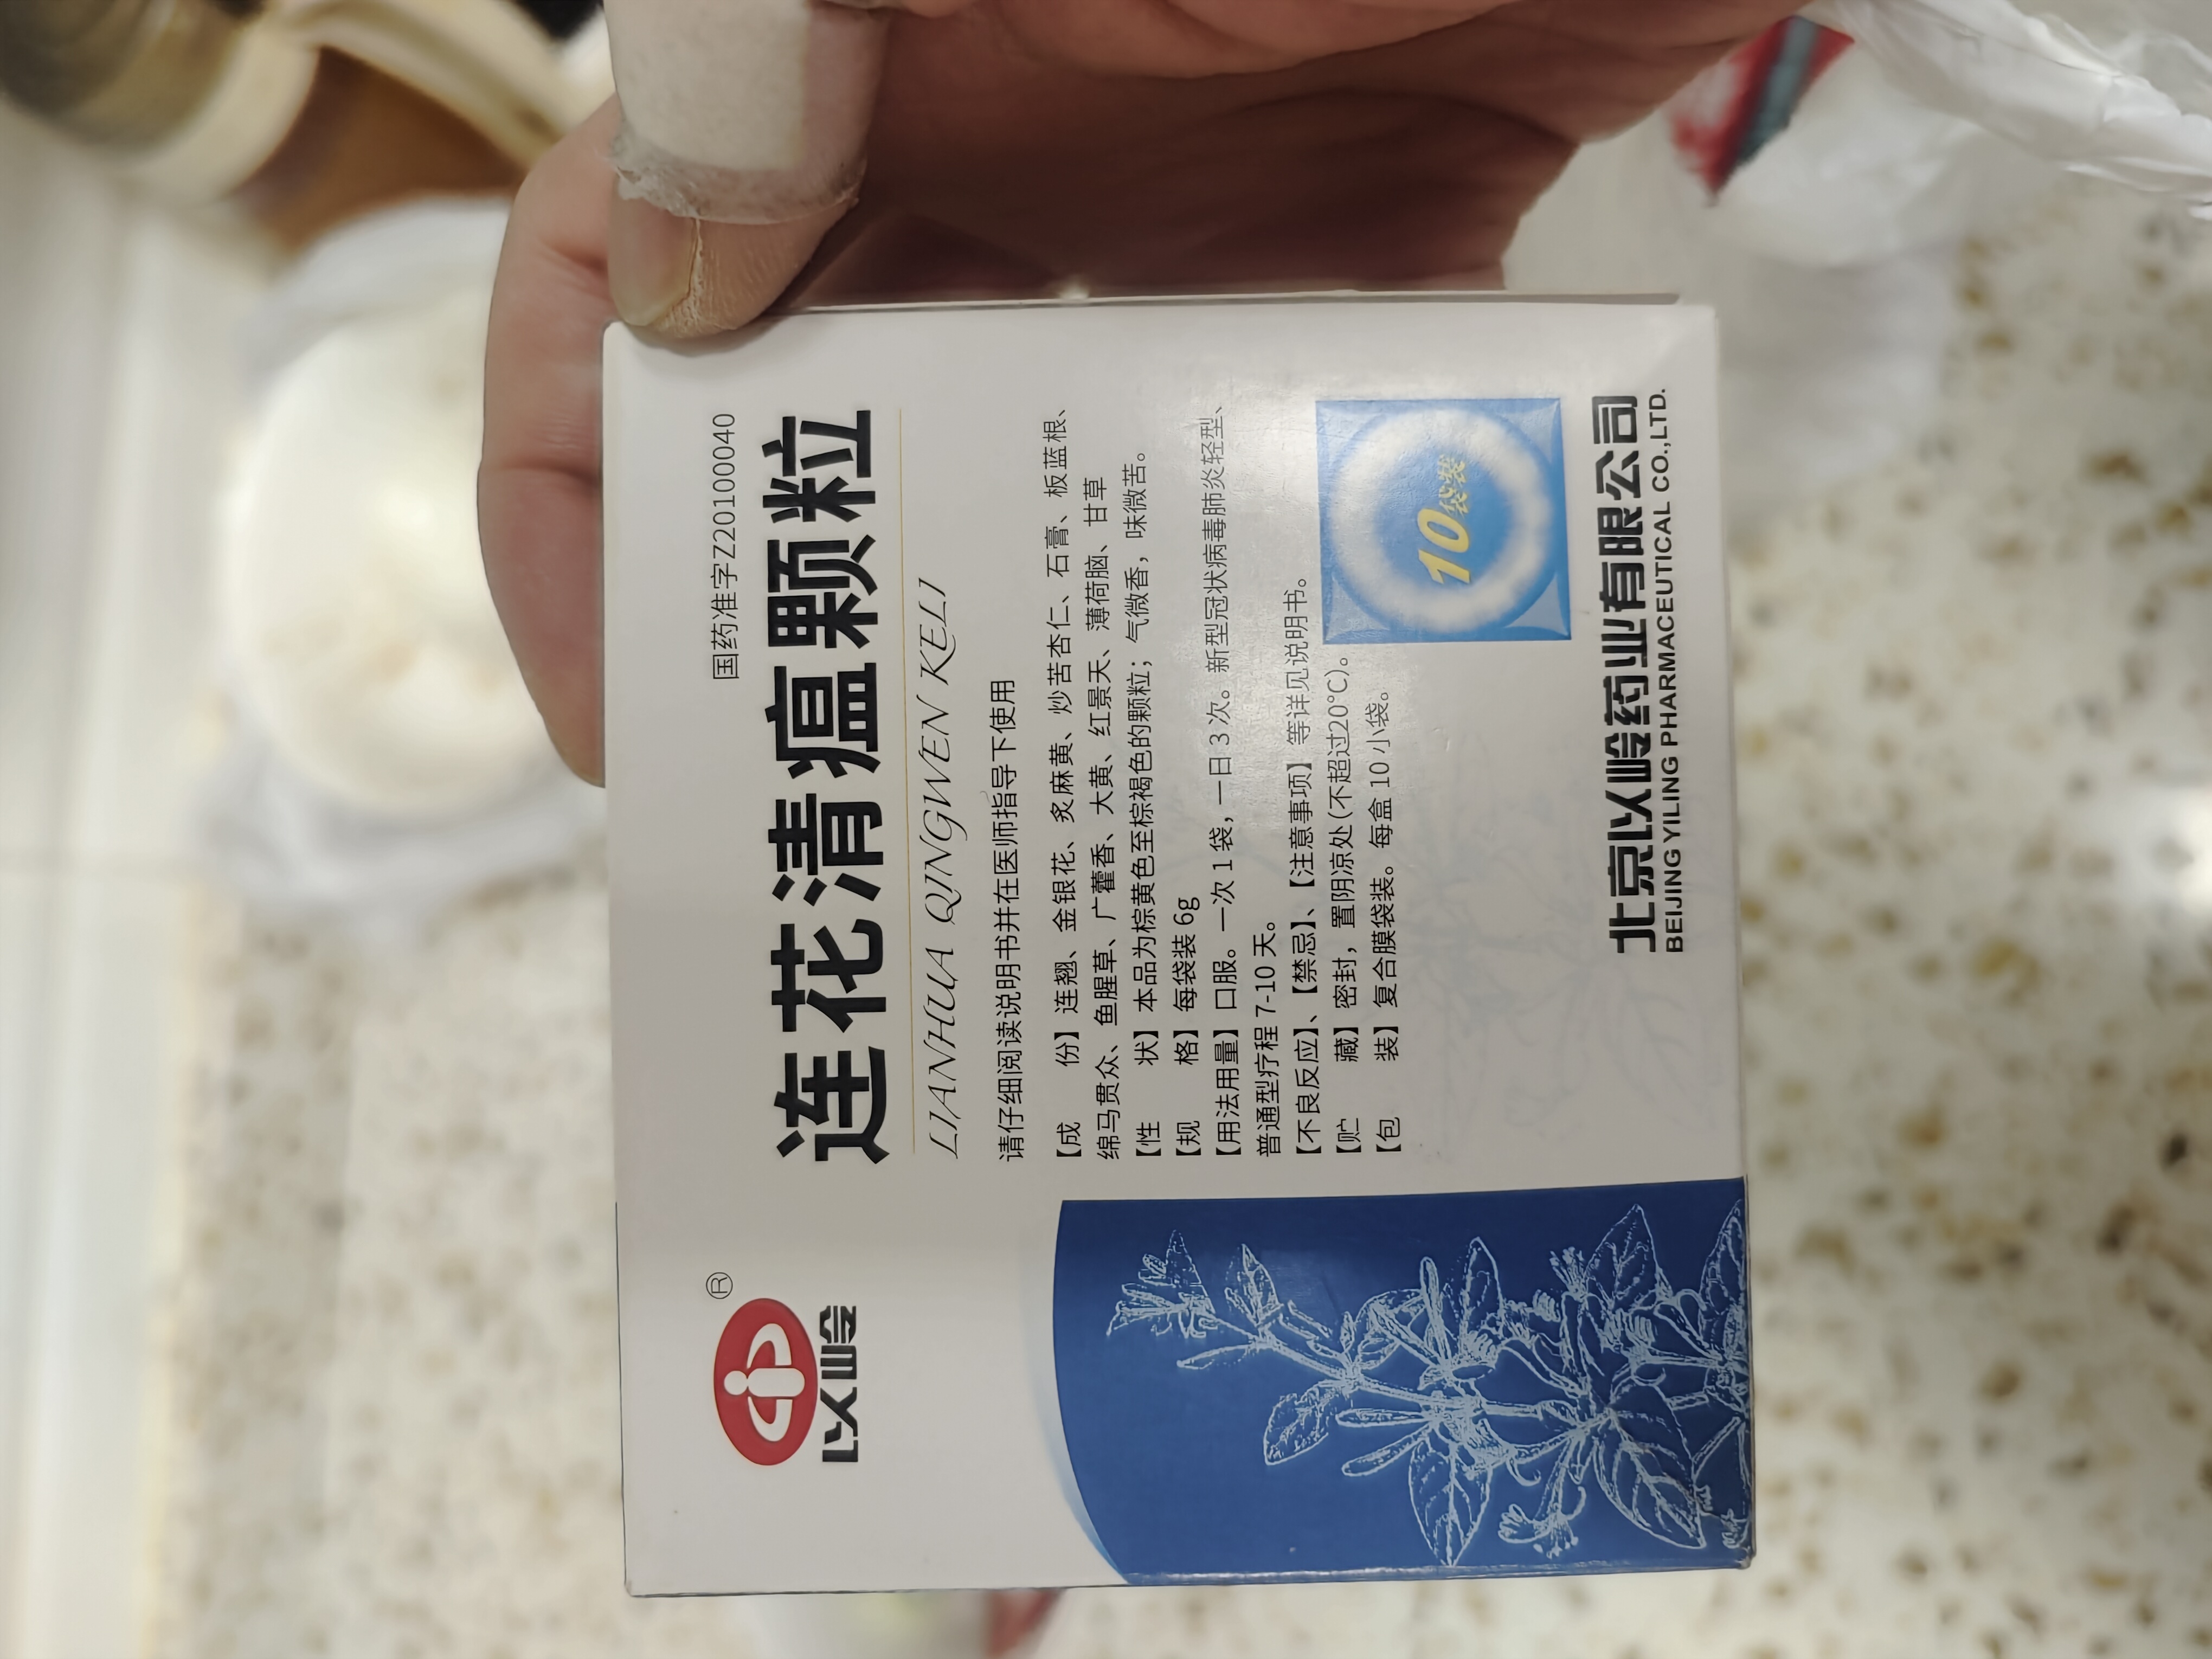 国药准字Z20100040
®
以岭
连花清瘟颗粒
LIANHUA QINGWEN KELI
请仔细阅读说明书并在医师指导下使用
【成 份】连翘、金银花、炙麻黄、炒苦杏仁、石膏、板蓝根、
绵马贯众、鱼腥草、广藿香、大黄、红景天、薄荷脑、甘草
【性 状】本品为棕黄色至棕褐色的颗粒；气微香，味微苦。
【规 格】每袋装 6g
【用法用量】口服。一次 1 袋，一日 3 次。新型冠状病毒肺炎轻型、
普通型疗程 7-10 天。
【不良反应】、【禁忌】、【注意事项】等详见说明书。
【贮 藏】密封，置阴凉处(不超过20°C)。
【包 装】复合膜袋装。每盒 10 小袋。
10袋装
北京以岭药业有限公司
BEIJING YILING PHARMACEUTICAL CO.,LTD.